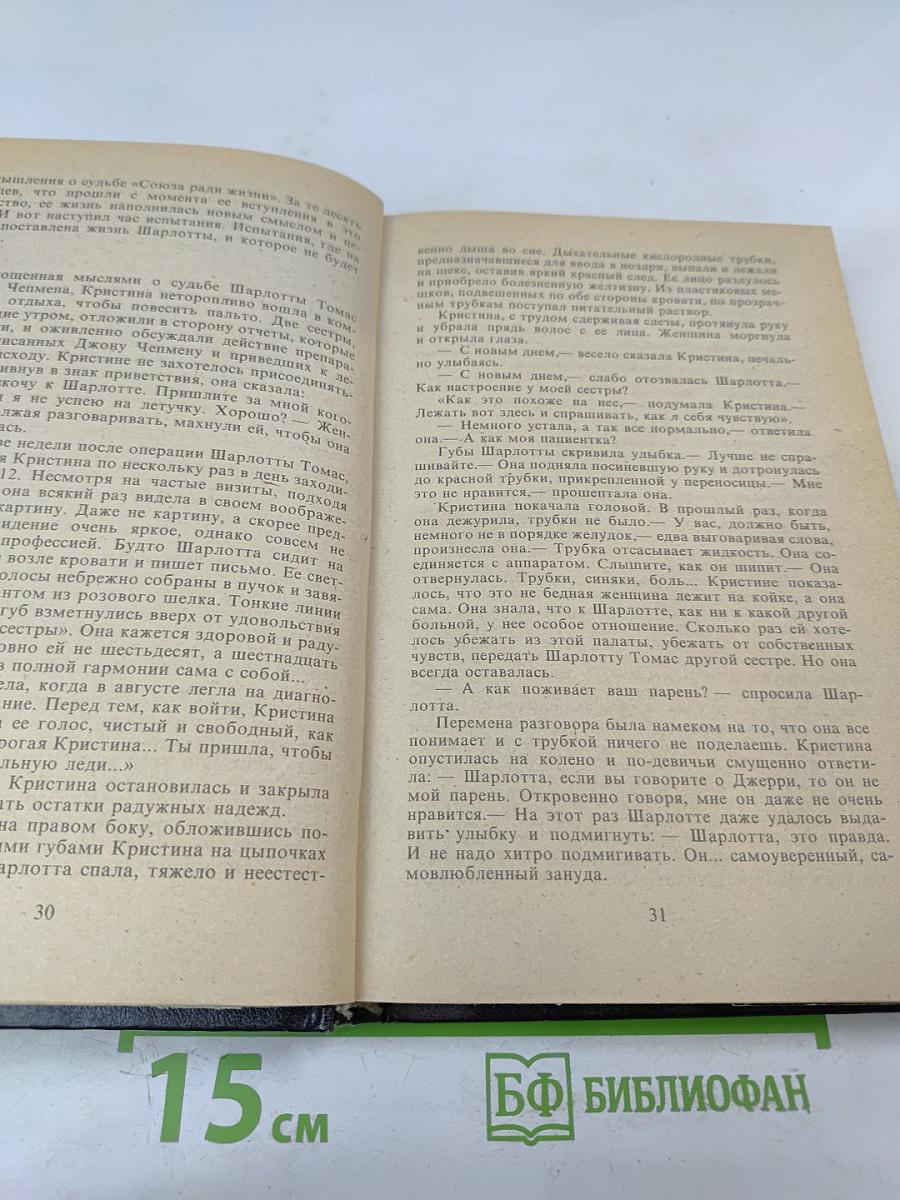 ышления о судьбе «Союза ради жизни». За те десять
цев, что прошли с момента ее вступления в это
ство, ее жизнь наполнилась новым смыслом и це-
И вот наступил час испытания. Испытания, где на
поставлена жизнь Шарлотты, и которое не будет
ощенная мыслями о судьбе Шарлотты Томас
Чепмена, Кристина неторопливо вошла в ком-
отдыха, чтобы повесить пальто. Две сестры,
щие утром, отложили в сторону отчеты, которые
и, и оживленно обсуждали действие препара-
писанных Джону Чепмену и приведших к ле-
исходу. Кристине не захотелось присоединять-
ивнув в знак приветствия, она сказала:
скочу к Шарлотте. Пришлите за мной кого-
и я не успею на летучку. Хорошо? — Жен-
лжая разговаривать, махнули ей, чтобы она
лась.
ве недели после операции Шарлотты Томас,
я Кристина по нескольку раз в день заходи-
12. Несмотря на частые визиты, подходя
она всякий раз видела в своем воображе-
картину. Даже не картину, а скорее пред-
видение очень яркое, однако совсем не
профессией. Будто Шарлотта сидит на
возле кровати и пишет письмо. Ее свет-
олосы небрежно собраны в пучок и завя-
антом из розового шелка. Тонкие линии
губ взметнулись вверх от удовольствия
сестры». Она кажется здоровой и раду-
овно ей не шестьдесят, а шестнадцать
в полной гармонии сама с собой...
ела, когда в августе легла на диагно-
ание. Перед тем, как войти, Кристина
а ее голос, чистый и свободный, как
рогая Кристина... Ты пришла, чтобы
льную леди...»
Кристина остановилась и закрыла
ать остатки радужных надежд.
на правом боку, обложившись по-
ыми губами Кристина на цыпочках
арлотта спала, тяжело и неестест-
30
венно дыша во сне. Дыхательные кислородные трубки,
предназначавшиеся для ввода в ноздри, выпали и лежали
на щеке, оставив яркий красный след. Ее лицо раздулось
и приобрело болезненную желтизну. Из пластиковых ме-
шков, подвешенных по обе стороны кровати, по прозрач-
ным трубкам поступал питательный раствор.
Кристина, с трудом сдерживая слезы, протянула руку
и убрала прядь волос с ее лица. Женщина моргнула
и открыла глаза.
— С новым днем,— весело сказала Кристина, печаль-
но улыбаясь.
— С новым днем,— слабо отозвалась Шарлотта.—
Как настроение у моей сестры?
«Как это похоже на нее,— подумала Кристина.—
Лежать вот здесь и спрашивать, как я себя чувствую».
— Немного устала, а так все нормально,— ответила
она.— А как моя пациентка?
Губы Шарлотты скривила улыбка.— Лучше не спра-
шивайте.— Она подняла посиневшую руку и дотронулась
до красной трубки, прикрепленной у переносицы.— Мне
это не нравится,— прошептала она.
Кристина покачала головой. В прошлый раз, когда
она дежурила, трубки не было.— У вас, должно быть,
немного не в порядке желудок,— едва выговаривая слова,
произнесла она.— Трубка отсасывает жидкость. Она со-
единяется с аппаратом. Слышите, как он шипит.— Она
отвернулась. Трубки, синяки, боль... Кристине показа-
лось, что это не бедная женщина лежит на койке, а она
сама. Она знала, что к Шарлотте, как ни к какой другой
больной, у нее особое отношение. Сколько раз ей хоте-
лось убежать из этой палаты, убежать от собственных
чувств, передать Шарлотту Томас другой сестре. Но она
всегда оставалась.
— А как поживает ваш парень? — спросила Шар-
лотта.
Перемена разговора была намеком на то, что она все
понимает и с трубкой ничего не поделаешь. Кристина
опустилась на колено и по-девичьи смущенно ответи-
ла: — Шарлотта, если вы говорите о Джерри, то он не
мой парень. Откровенно говоря, мне он даже не очень
нравится.— На этот раз Шарлотте даже удалось выда-
вить улыбку и подмигнуть: — Шарлотта, это правда.
И не надо хитро подмигивать. Он... самоуверенный, са-
мовлюбленный зануда.
31
15 см
БФ БИБЛИОФАН